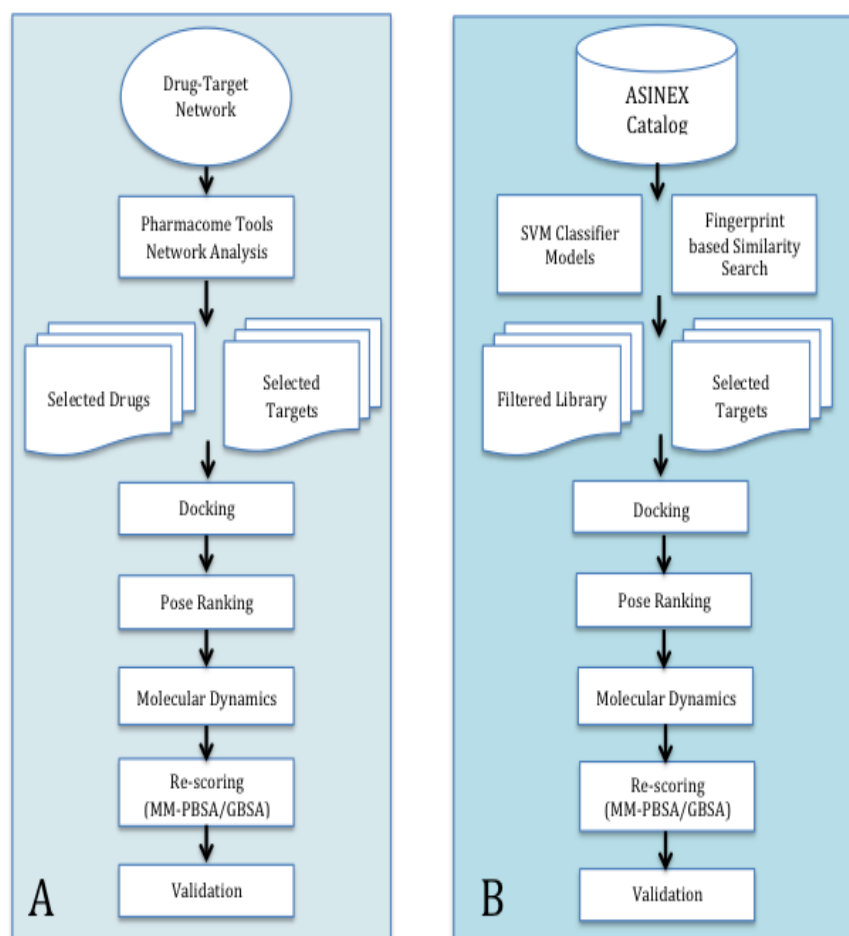 Drug-Target
Network
Pharmacome Tools
Network Analysis
Selected Drugs
Selected
Targets
Docking
Pose Ranking
Molecular Dynamics
Re-scoring
(MM-PBSA/GBSA)
Validation
A
ASINEX
Catalog
SVM Classifier
Models
Fingerprint
based Similarity
Search
Filtered Library
Selected
Targets
Docking
Pose Ranking
Molecular Dynamics
Re-scoring
(MM-PBSA/GBSA)
Validation
B